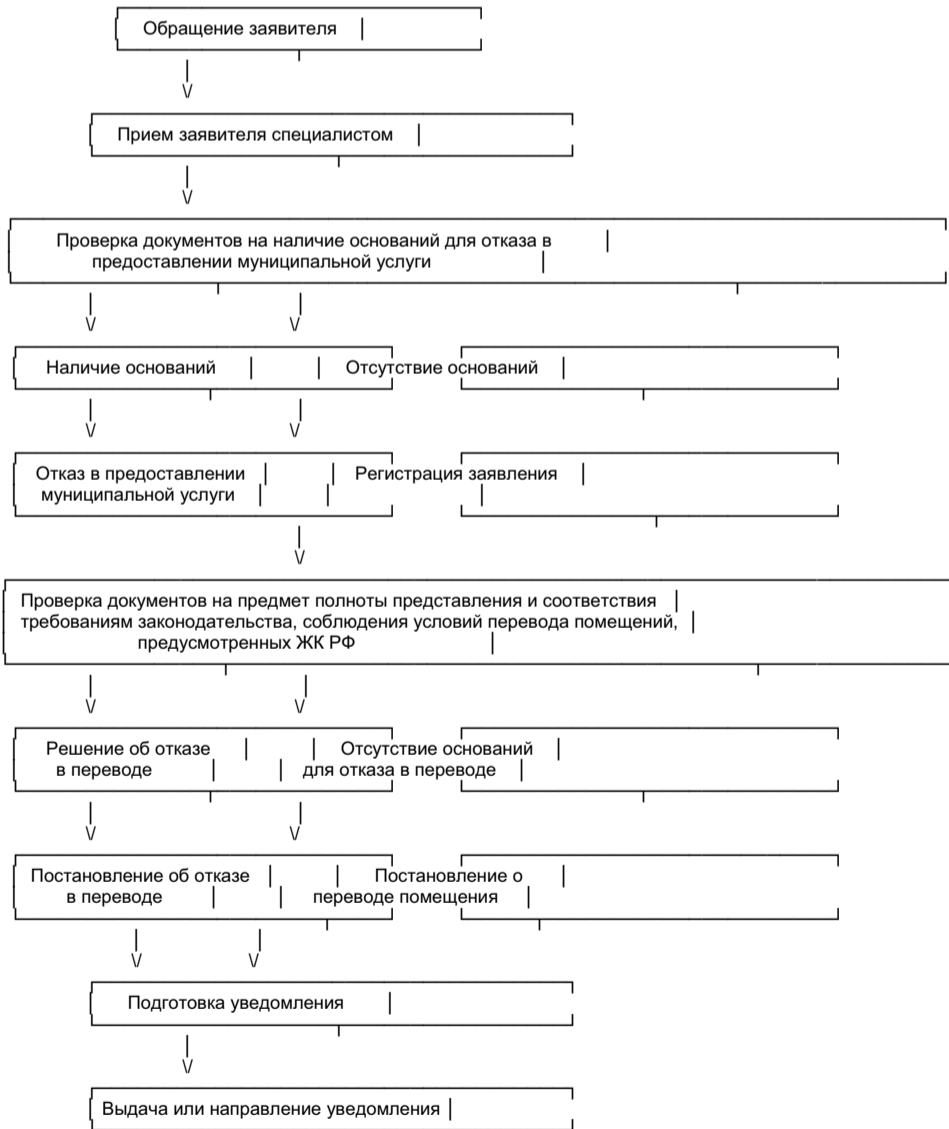 Обращение заявителя
Прием заявителя специалистом
Проверка документов на наличие оснований для отказа в
предоставлении муниципальной услуги
Наличие оснований
Отсутствие оснований
Отказ в предоставлении
муниципальной услуги
Регистрация заявления
Проверка документов на предмет полноты представления и соответствия
требованиям законодательства, соблюдения условий перевода помещений,
предусмотренных ЖК РФ
Решение об отказе
в переводе
Отсутствие оснований
для отказа в переводе
Постановление об отказе
в переводе
Постановление о
переводе помещения
Подготовка уведомления
Выдача или направление уведомления